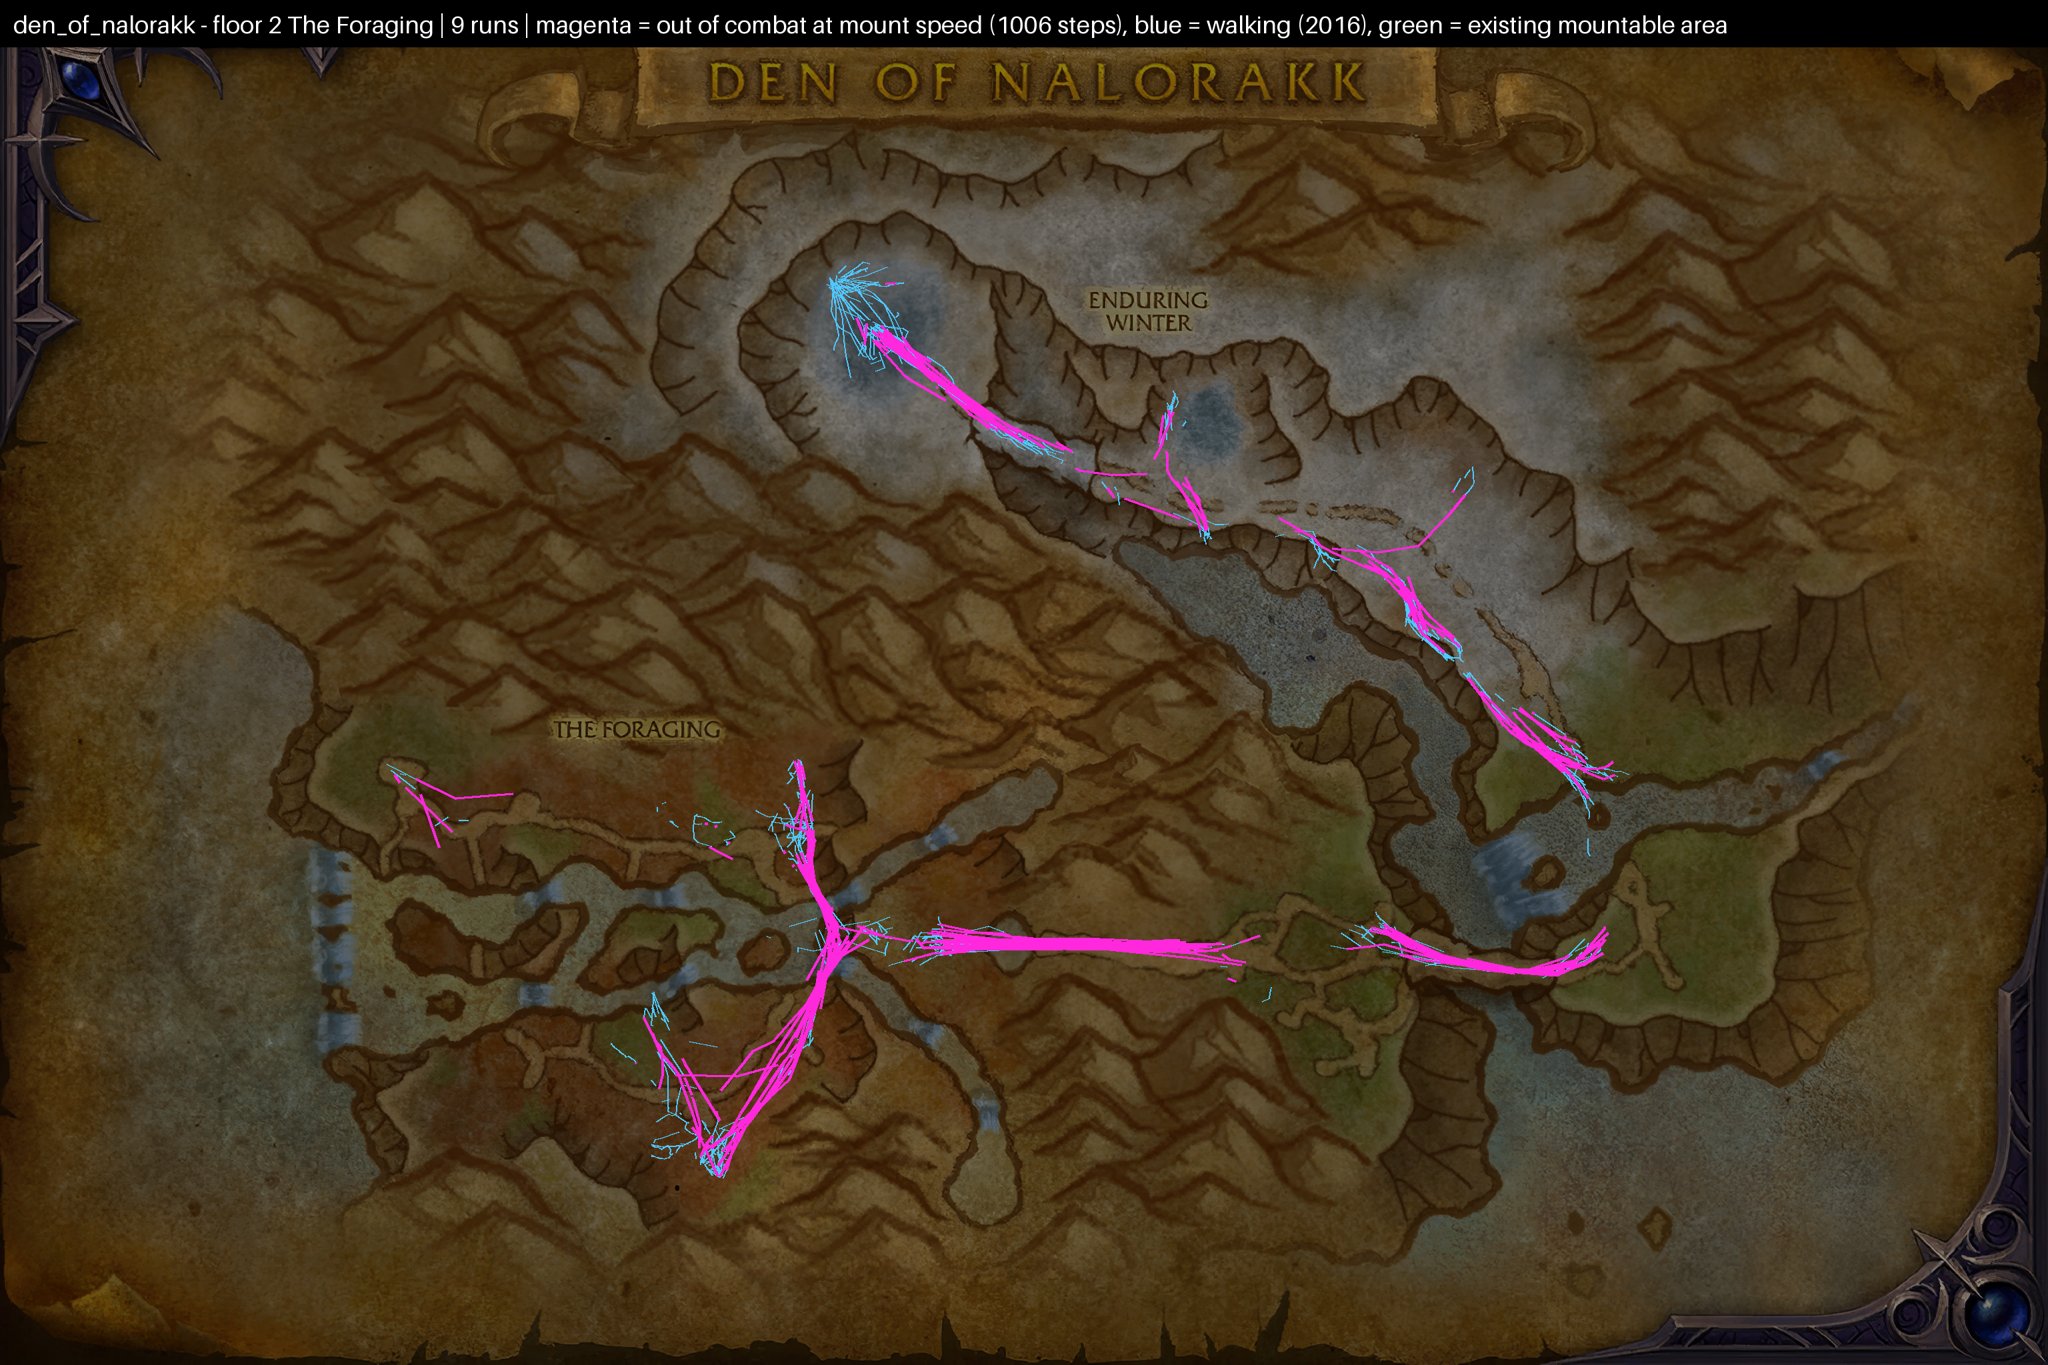 den_of_nalorakk - floor 2 The Foraging | 9 runs | magenta = out of combat at mount speed (1006 steps), blue = walking (2016), green = existing mountable area
DEN OF NALORAKK
ENDURING
WINTER
THE FORAGING